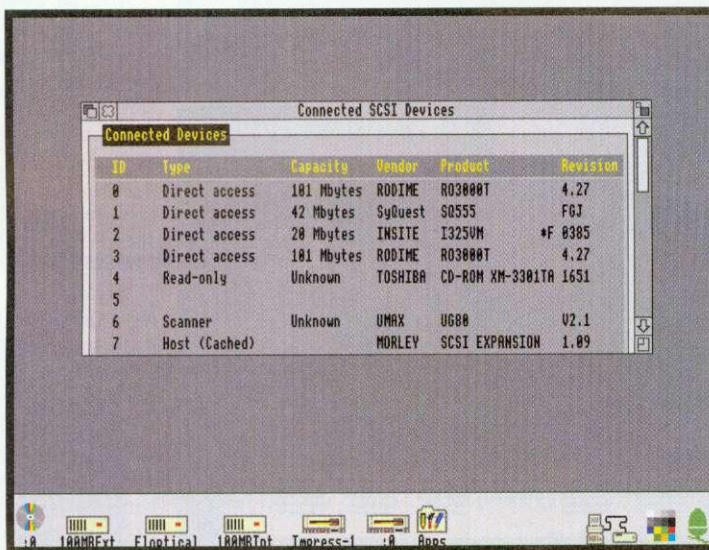 Connected SCSI Devices
Connected Devices
ID Type Capacity Vendor Product Revision
0 Direct access 101 Mbytes RODIME RO3000T 4.27
1 Direct access 42 Mbytes SyQuest SQ555 FGJ
2 Direct access 20 Mbytes INSITE I325VM *F 0385
3 Direct access 101 Mbytes RODIME RO3000T 4.27
4 Read-only Unknown TOSHIBA CD-ROM XM-3301TA 1651
5
6 Scanner Unknown UMAX UG80 V2.1
7 Host (Cached) MORLEY SCSI EXPANSION 1.09
:0 100MBExt Floptical 100MBInt Impress-1 :0 Apps